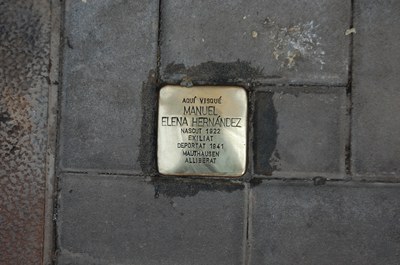 AQUÍ VISQUÉ
MANUEL
ELENA HERNÁNDEZ
NASCUT 1922
EXILIAT
DEPORTAT 1941
MAUTHAUSEN
ALLIBERAT